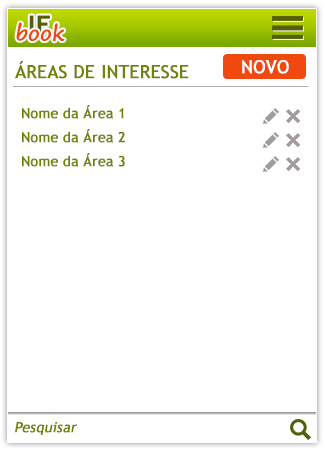 IF
book
ÁREAS DE INTERESSE
NOVO
Nome da Área 1
Nome da Área 2
Nome da Área 3
Pesquisar